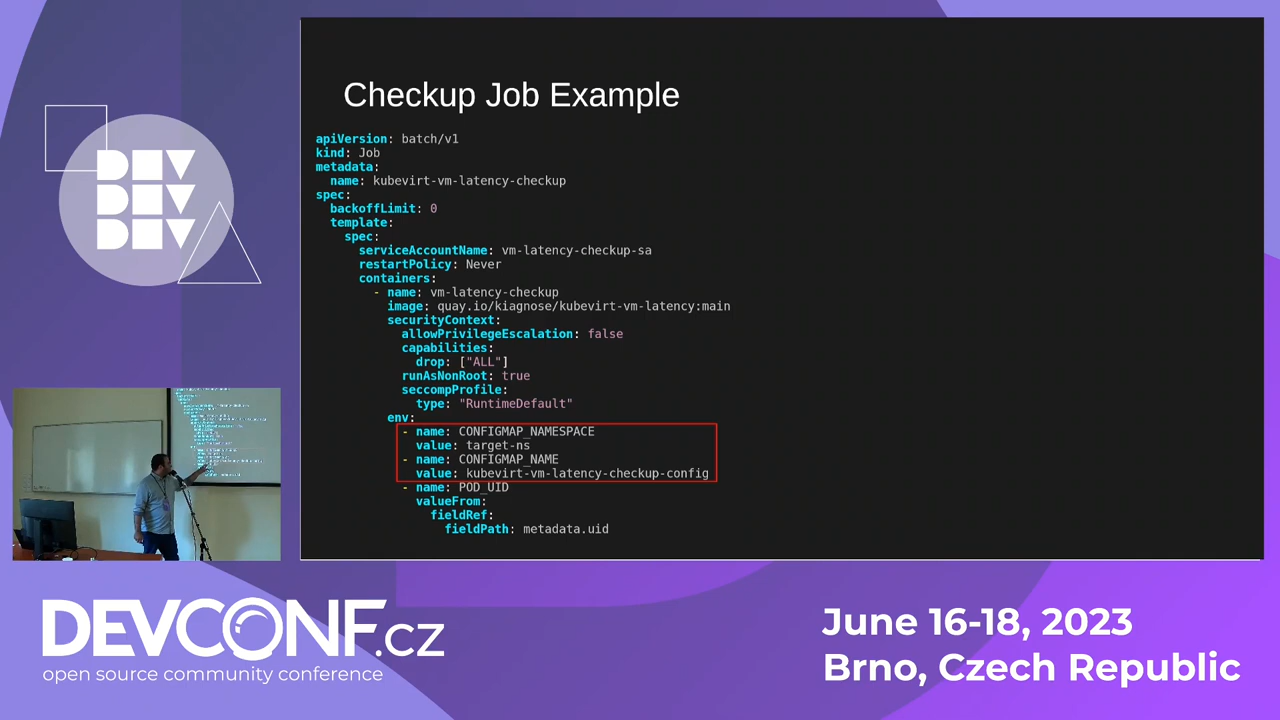 Checkup Job Example
apiVersion: batch/v1
kind: Job
metadata:
  name: kubevirt-vm-latency-checkup
spec:
  backoffLimit: 0
  template:
    spec:
      serviceAccountName: vm-latency-checkup-sa
      restartPolicy: Never
      containers:
        - name: vm-latency-checkup
          image: quay.io/kiagnose/kubevirt-vm-latency:main
          securityContext:
            allowPrivilegeEscalation: false
            capabilities:
              drop: ["ALL"]
            runAsNonRoot: true
            seccompProfile:
              type: "RuntimeDefault"
          env:
            - name: CONFIGMAP_NAMESPACE
              value: target-ns
            - name: CONFIGMAP_NAME
              value: kubevirt-vm-latency-checkup-config
            - name: POD_UID
              valueFrom:
                fieldRef:
                  fieldPath: metadata.uid
DEV
DEV
DEV
DEVCONF.cz
open source community conference
June 16-18, 2023
Brno, Czech Republic